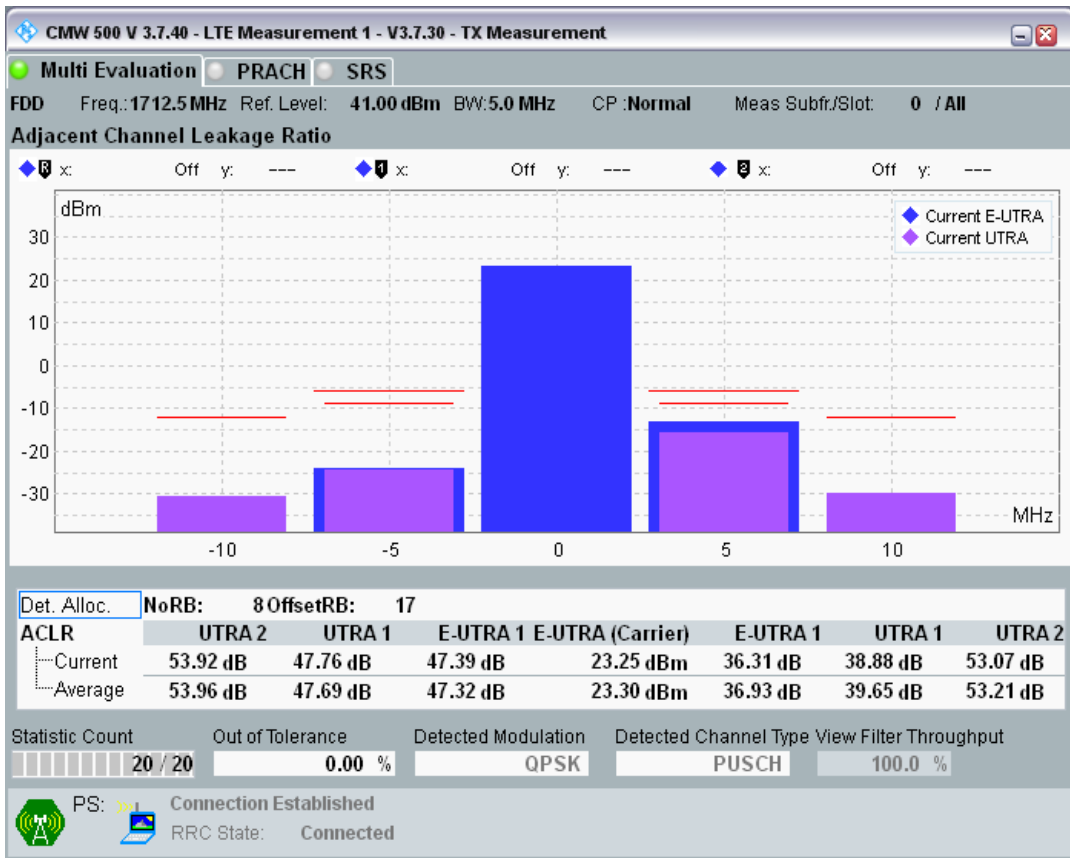 CMW 500 V 3.7.40 - LTE Measurement 1 - V3.7.30 - TX Measurement
Multi Evaluation PRACH SRS
FDD Freq.:1712.5 MHz Ref. Level: 41.00 dBm BW:5.0 MHz CP :Normal Meas Subfr./Slot: 0 / All
Adjacent Channel Leakage Ratio
R x: Off y: --- 1 x: Off y: --- 2 x: Off y: ---
dBm
Current E-UTRA
Current UTRA
30
20
10
0
-10
-20
-30
MHz
-10 -5 0 5 10
Det. Alloc. NoRB: 8 OffsetRB: 17
ACLR UTRA 2 UTRA 1 E-UTRA 1 E-UTRA (Carrier) E-UTRA 1 UTRA 1 UTRA 2
Current 53.92 dB 47.76 dB 47.39 dB 23.25 dBm 36.31 dB 38.88 dB 53.07 dB
Average 53.96 dB 47.69 dB 47.32 dB 23.30 dBm 36.93 dB 39.65 dB 53.21 dB
Statistic Count Out of Tolerance Detected Modulation Detected Channel Type View Filter Throughput
20 / 20 0.00 % QPSK PUSCH 100.0 %
PS: Connection Established
RRC State: Connected